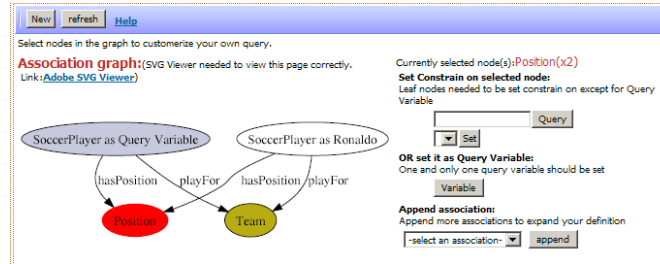 New refresh Help
Select nodes in the graph to customerize your own query.
Association graph:(SVG Viewer needed to view this page correctly.
Link:Adobe SVG Viewer)
SoccerPlayer as Query Variable
SoccerPlayer as Ronaldo
hasPosition
playFor
hasPosition
playFor
Position
Team
Currently selected node(s):Position(x2)
Set Constrain on selected node:
Leaf nodes needed to be set constrain on except for Query
Variable
Query
Set
OR set it as Query Variable:
One and only one query variable should be set
Variable
Append association:
Append more associations to expand your definition
-select an association- append